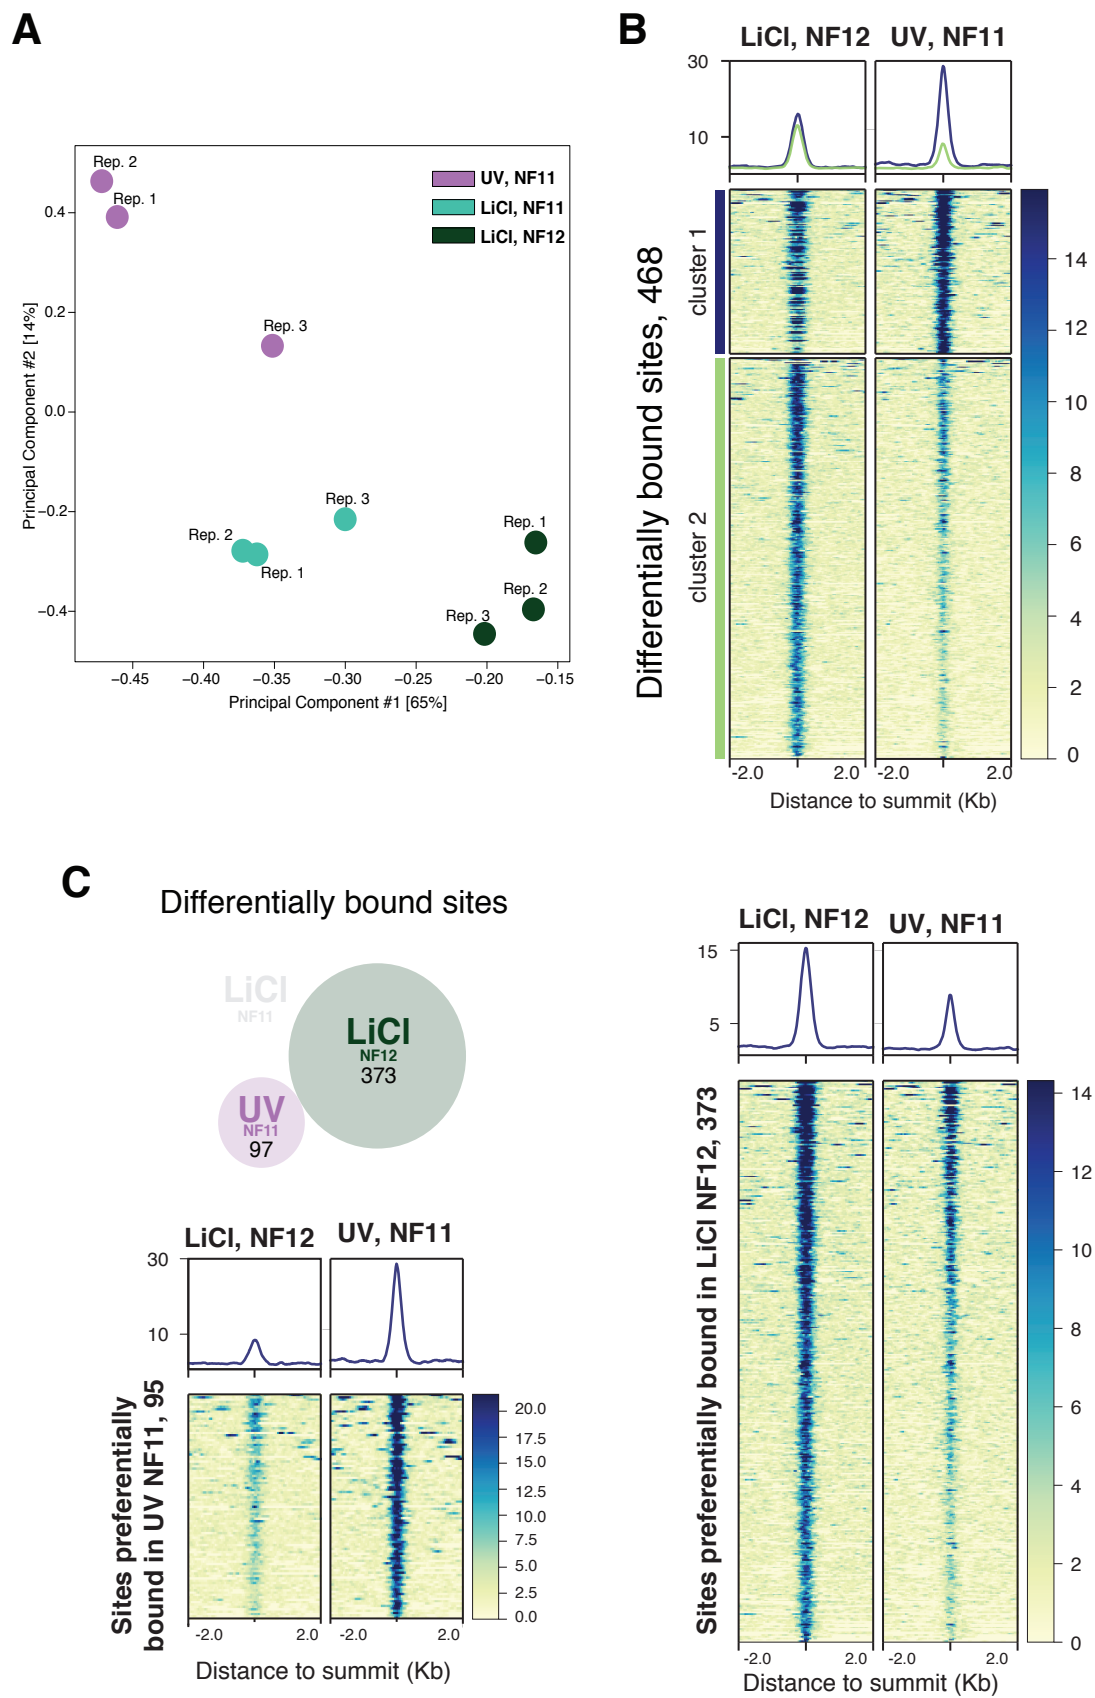 A
Rep. 2
Rep. 1
UV, NF11
LiCl, NF11
LiCl, NF12
0.4
0.2
0.0
−0.2
−0.4
Rep. 3
Rep. 3
Rep. 2
Rep. 1
Rep. 1
Rep. 2
Rep. 3
Principal Component #2 [14%]
−0.45 −0.40 −0.35 −0.30 −0.25 −0.20 −0.15
Principal Component #1 [65%]
B
LiCl, NF12 UV, NF11
30
10
Differentially bound sites, 468
cluster 1
cluster 2
14
12
10
8
6
4
2
0
-2.0 2.0 -2.0 2.0
Distance to summit (Kb)
C
Differentially bound sites
LiCl
NF11
LiCl
NF12
373
UV
NF11
97
LiCl, NF12 UV, NF11
30
10
Sites preferentially
bound in UV NF11, 95
20.0
17.5
15.0
12.5
10.0
7.5
5.0
2.5
0.0
-2.0 2.0 -2.0 2.0
Distance to summit (Kb)
LiCl, NF12 UV, NF11
15
5
Sites preferentially bound in LiCl NF12, 373
14
12
10
8
6
4
2
0
-2.0 2.0 -2.0 2.0
Distance to summit (Kb)